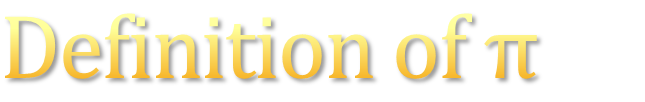 Definition of π